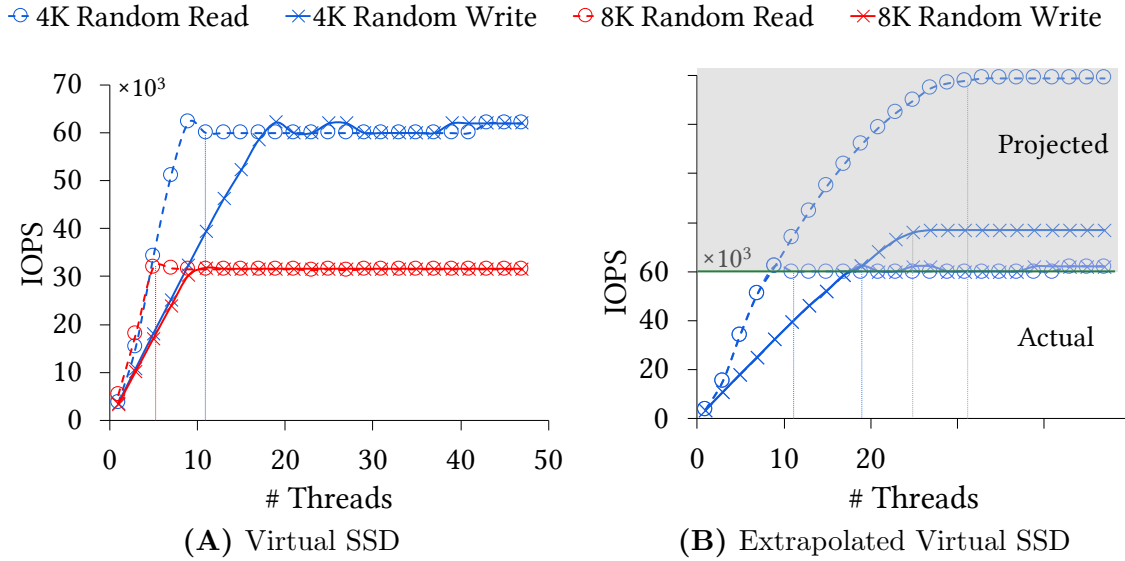 4K Random Read 4K Random Write 8K Random Read 8K Random Write
×10³
70
60
50
40
30
20
10
0
IOPS
0 10 20 30 40 50
# Threads
(A) Virtual SSD
Projected
×10³
60
40
20
0
IOPS
Actual
0 10 20
# Threads
(B) Extrapolated Virtual SSD